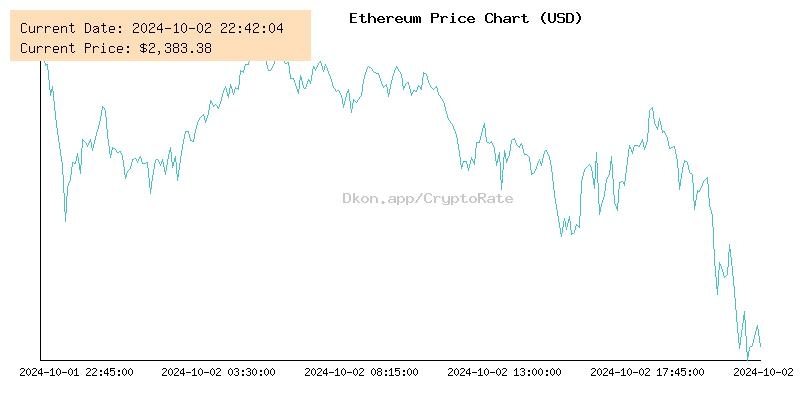 Ethereum Price Chart (USD)
Current Date: 2024-10-02 22:42:04
Current Price: $2,383.38
Dkon.app/CryptoRate
2024-10-01 22:45:00 2024-10-02 03:30:00 2024-10-02 08:15:00 2024-10-02 13:00:00 2024-10-02 17:45:00 2024-10-02